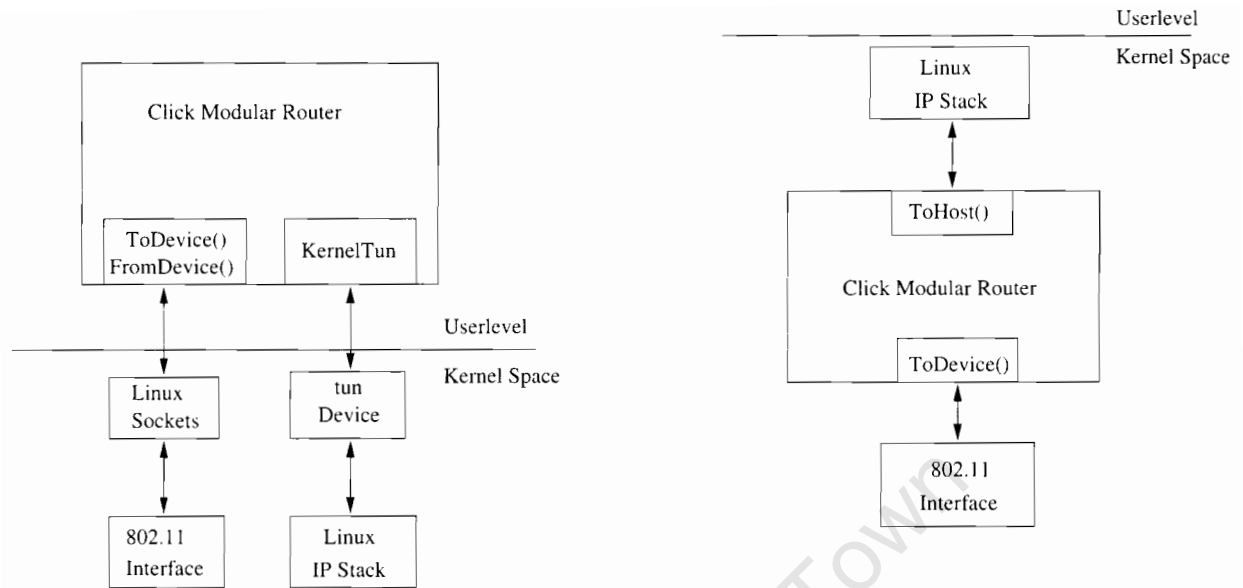 Click Modular Router
ToDevice()
FromDevice()
KernelTun
Userlevel
Kernel Space
Linux
Sockets
tun
Device
802.11
Interface
Linux
IP Stack
Userlevel
Kernel Space
Linux
IP Stack
ToHost()
Click Modular Router
ToDevice()
802.11
Interface
Town